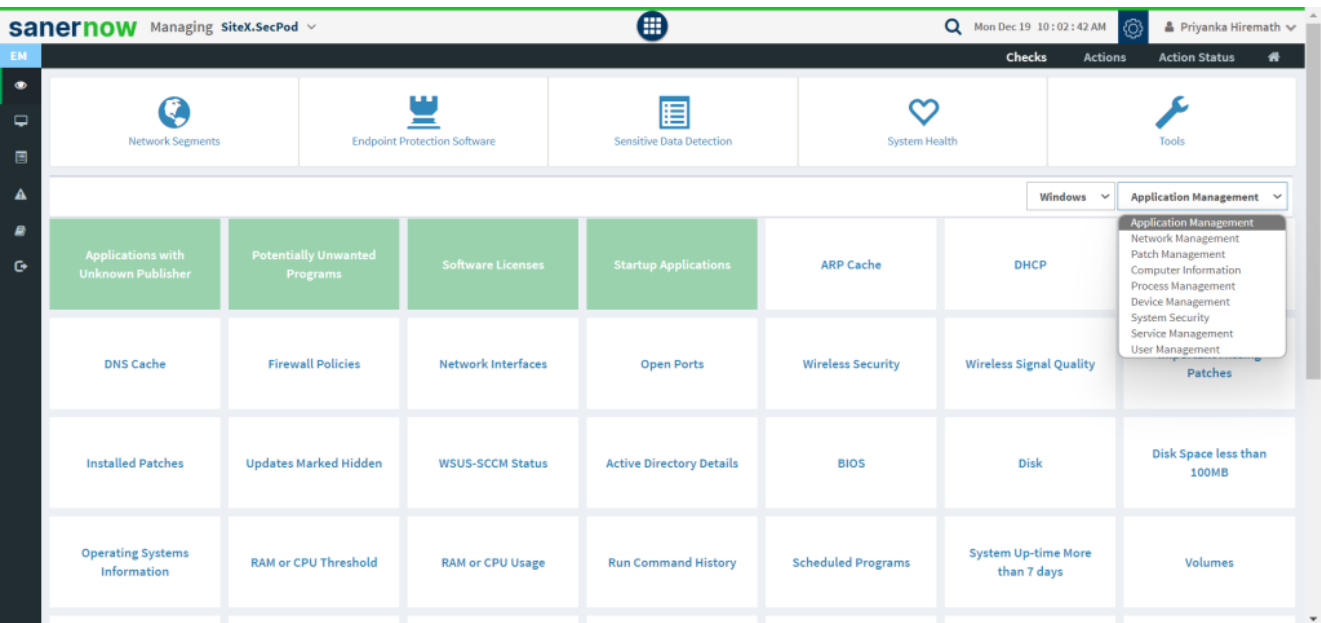 sanernow Managing SiteX.SecPod Mon Dec 19 10 : 02 : 42 AM Priyanka Hiremath
EM Checks Actions Action Status
Network Segments Endpoint Protection Software Sensitive Data Detection System Health Tools
Windows Application Management
Application Management
Network Management
Patch Management
Computer Information
Process Management
Device Management
System Security
Service Management
User Management
Applications with
Unknown Publisher
Potentially Unwanted
Programs
Software Licenses
Startup Applications
ARP Cache
DHCP
DNS Cache
Firewall Policies
Network Interfaces
Open Ports
Wireless Security
Wireless Signal Quality
Patches
Installed Patches
Updates Marked Hidden
WSUS-SCCM Status
Active Directory Details
BIOS
Disk
Disk Space less than
100MB
Operating Systems
Information
RAM or CPU Threshold
RAM or CPU Usage
Run Command History
Scheduled Programs
System Up-time More
than 7 days
Volumes